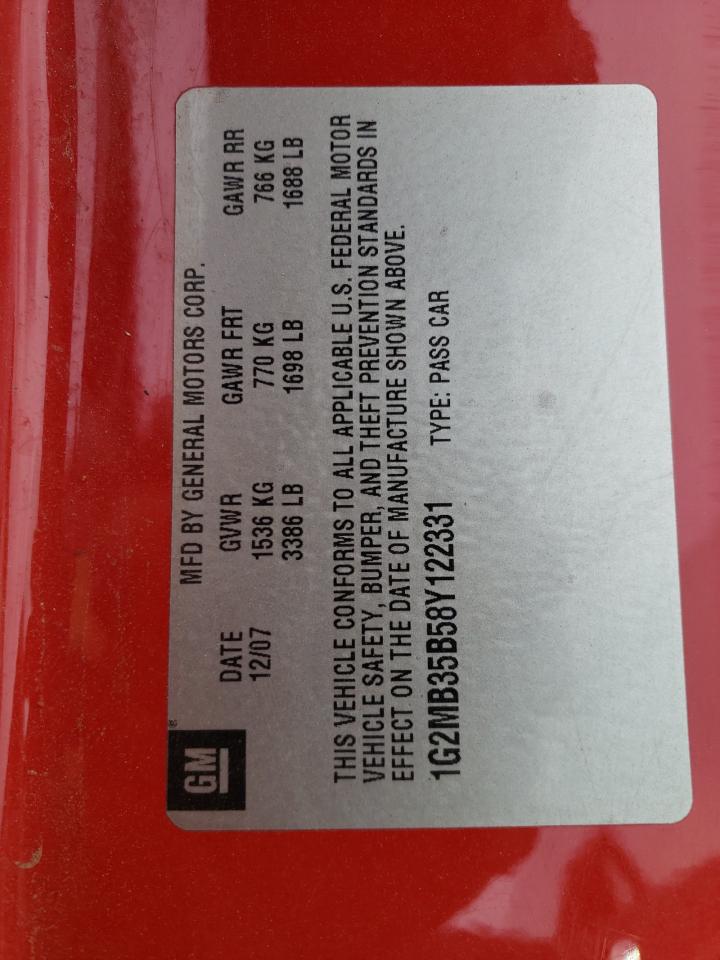 GM®
MFD BY GENERAL MOTORS CORP.
DATE GVWR GAWR FRT GAWR RR
12/07 1536 KG 770 KG 766 KG
3386 LB 1698 LB 1688 LB
THIS VEHICLE CONFORMS TO ALL APPLICABLE U.S. FEDERAL MOTOR
VEHICLE SAFETY, BUMPER, AND THEFT PREVENTION STANDARDS IN
EFFECT ON THE DATE OF MANUFACTURE SHOWN ABOVE.
1G2MB35B58Y122331 TYPE: PASS CAR